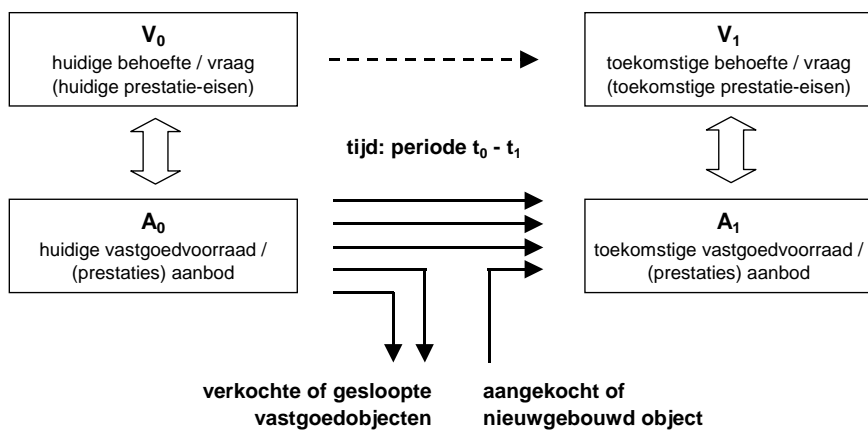 V0
huidige behoefte / vraag
(huidige prestatie-eisen)
V1
toekomstige behoefte / vraag
(toekomstige prestatie-eisen)
tijd: periode t0 - t1
A0
huidige vastgoedvoorraad /
(prestaties) aanbod
A1
toekomstige vastgoedvoorraad /
(prestaties) aanbod
verkochte of gesloopte
vastgoedobjecten
aangekocht of
nieuwgebouwd object